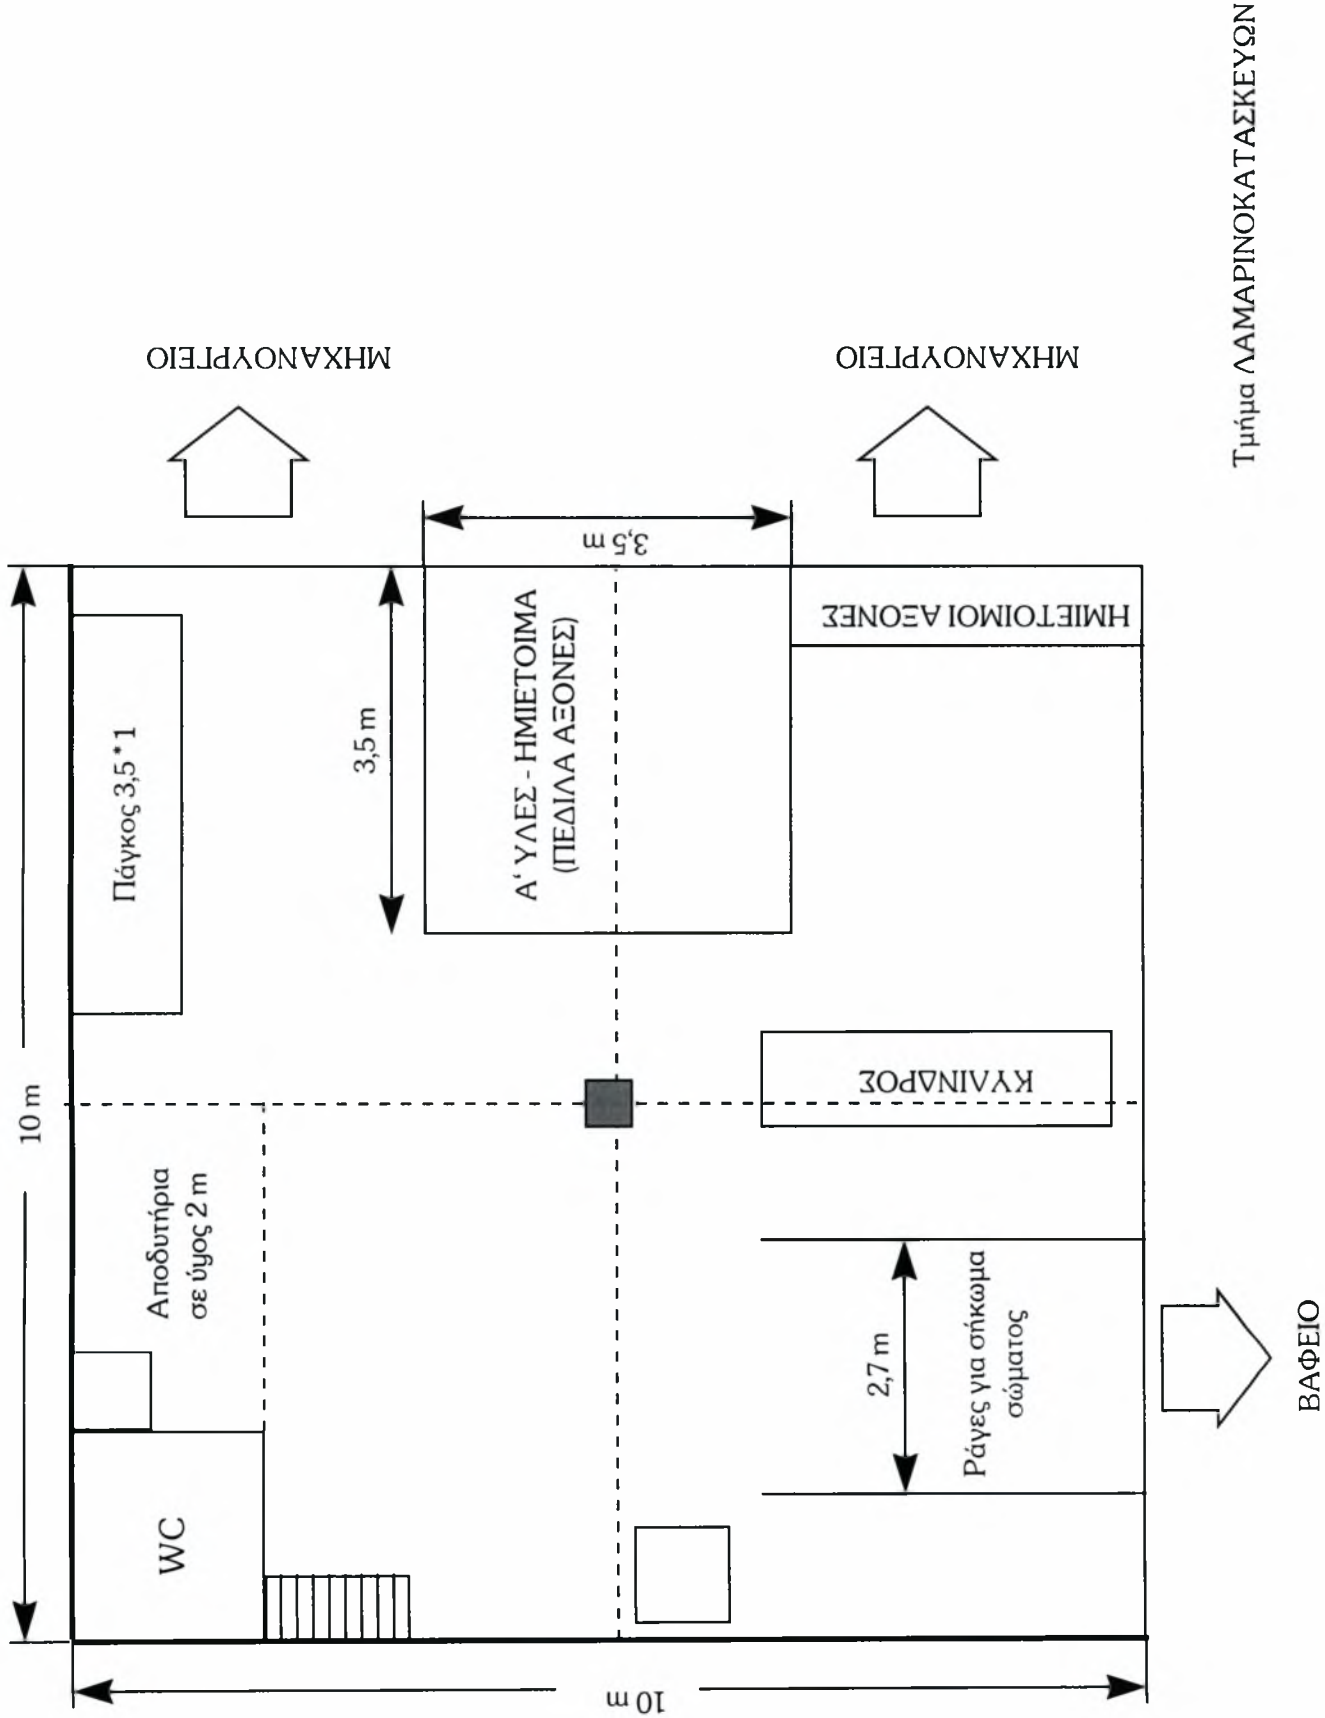 10 m
10 m
WC
Αποδυτήρια
σε ύψος 2 m
Πάγκος 3,5 * 1
3,5 m
3,5 m
Α' ΥΛΕΣ - ΗΜΙΕΤΟΙΜΑ
(ΠΕΔΙΛΑ ΑΞΟΝΕΣ)
ΜΗΧΑΝΟΥΡΓΕΙΟ
ΜΗΧΑΝΟΥΡΓΕΙΟ
2,7 m
Ράγες για σήκωμα
σώματος
ΚΥΛΙΝΔΡΟΣ
ΗΜΙΕΤΟΙΜΟΙ ΑΞΟΝΕΣ
ΒΑΦΕΙΟ
Τμήμα ΛΑΜΑΡΙΝΟΚΑΤΑΣΚΕΥΩΝ